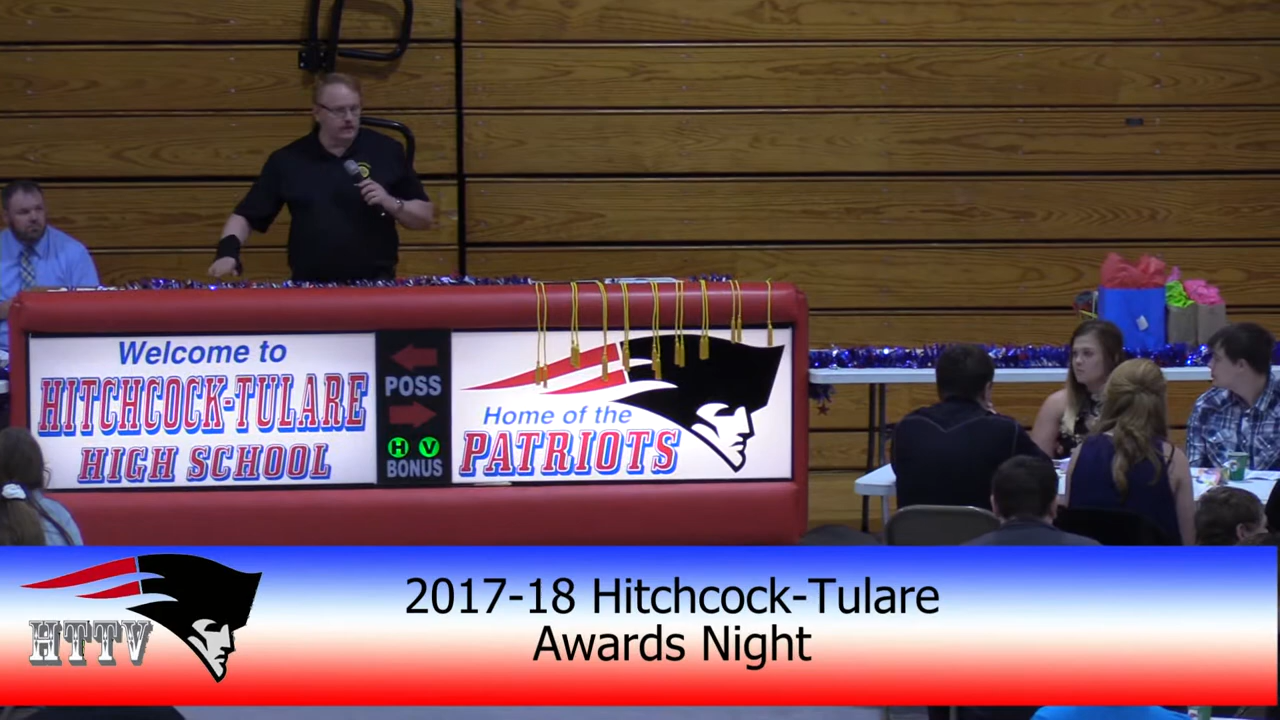 Welcome to
HITCHCOCK-TULARE
HIGH SCHOOL
POSS
H V
BONUS
Home of the
PATRIOTS
HTTV
2017-18 Hitchcock-Tulare
Awards Night